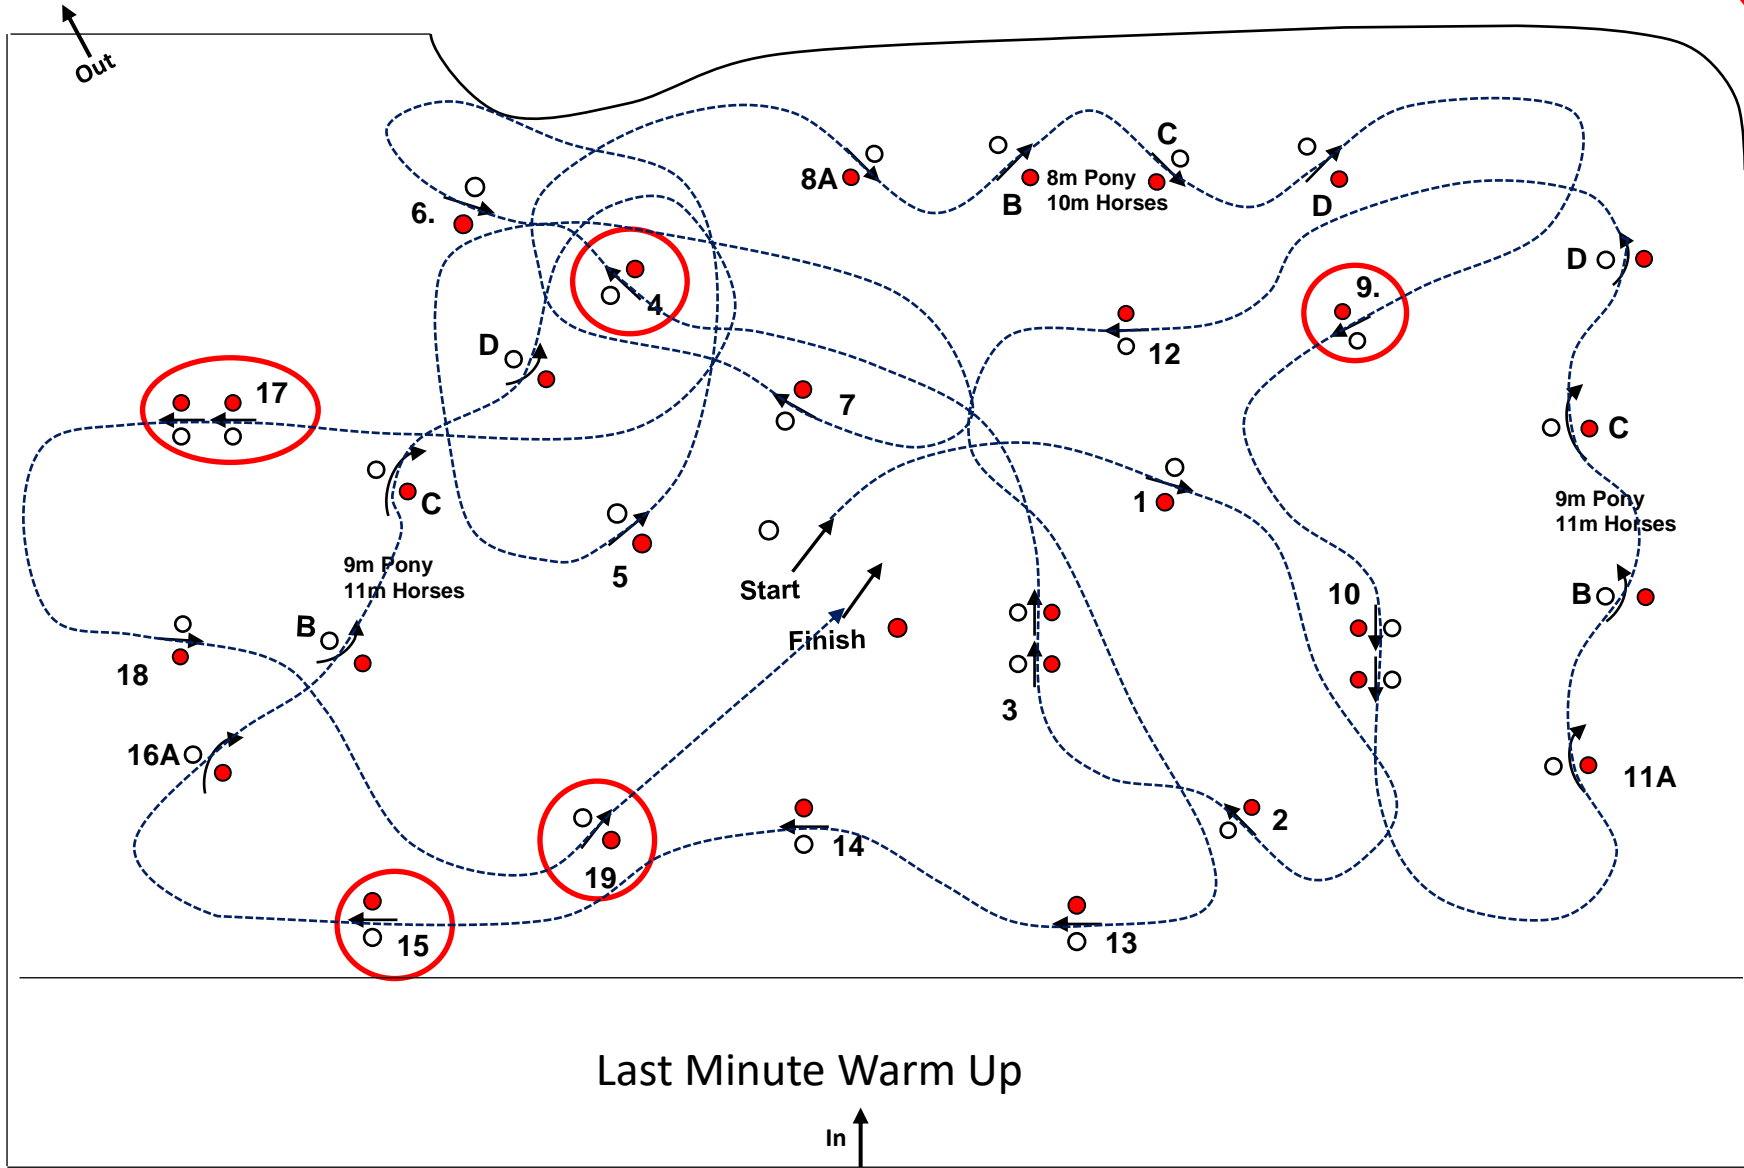 Out
C
8A
8m Pony
10m Horses
B
D
6.
D
9.
4
12
D
17
7
C
C
1
9m Pony
11m Horses
9m Pony
11m Horses
5
Start
10
B
B
Finish
18
3
16A
11A
2
14
19
15
13
Last Minute Warm Up
In